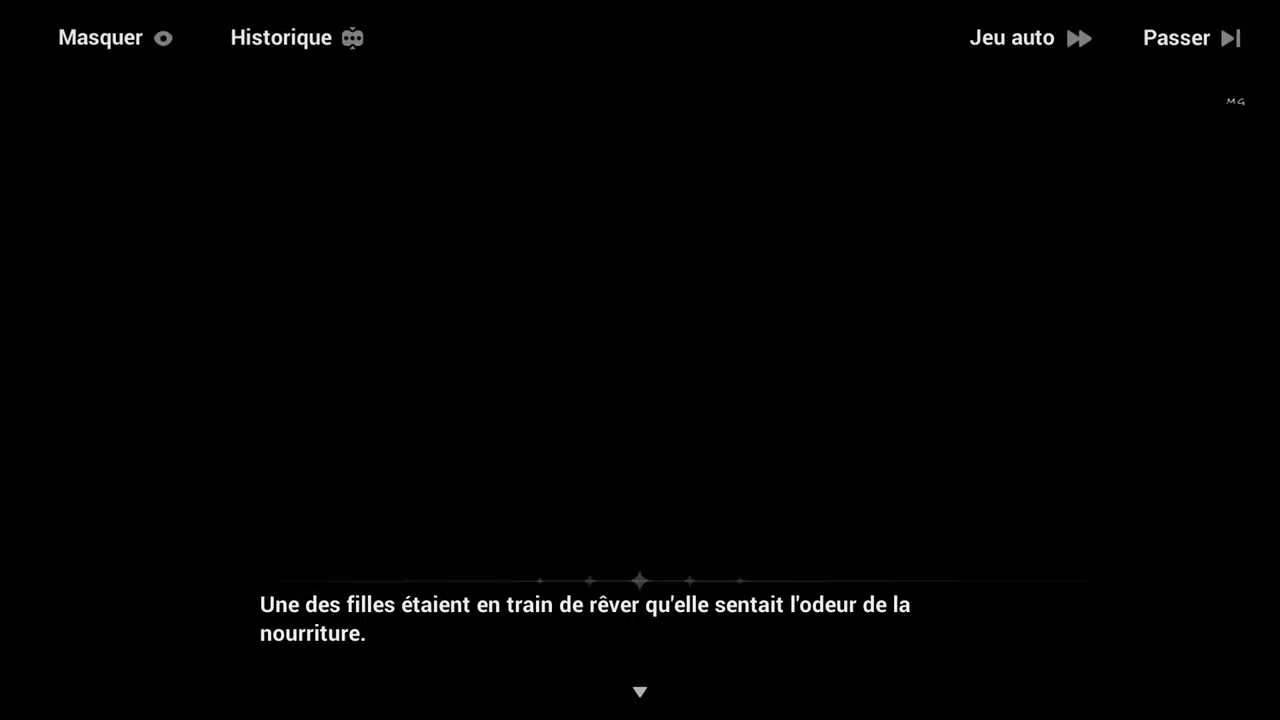 Masquer
Historique
Jeu auto
Passer
MG
Une des filles étaient en train de rêver qu'elle sentait l'odeur de la
nourriture.